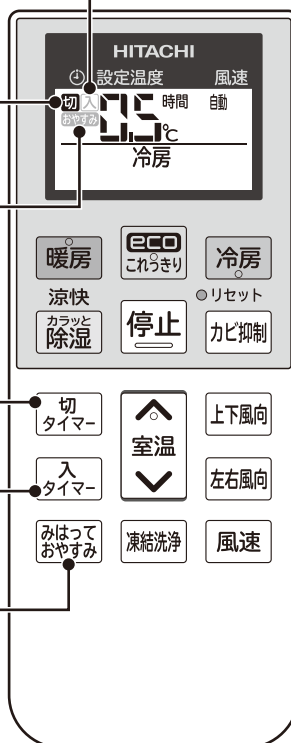 HITACHI
設定温度 風速
切 入 0.5 時間 自動
おやすみ ℃
冷房
暖房 eco これっきり 冷房
涼快 リセット
カラッと 除湿 停止 カビ抑制
切 タイマー 室温 上下風向
入 タイマー 左右風向
みはって おやすみ 凍結洗浄 風速